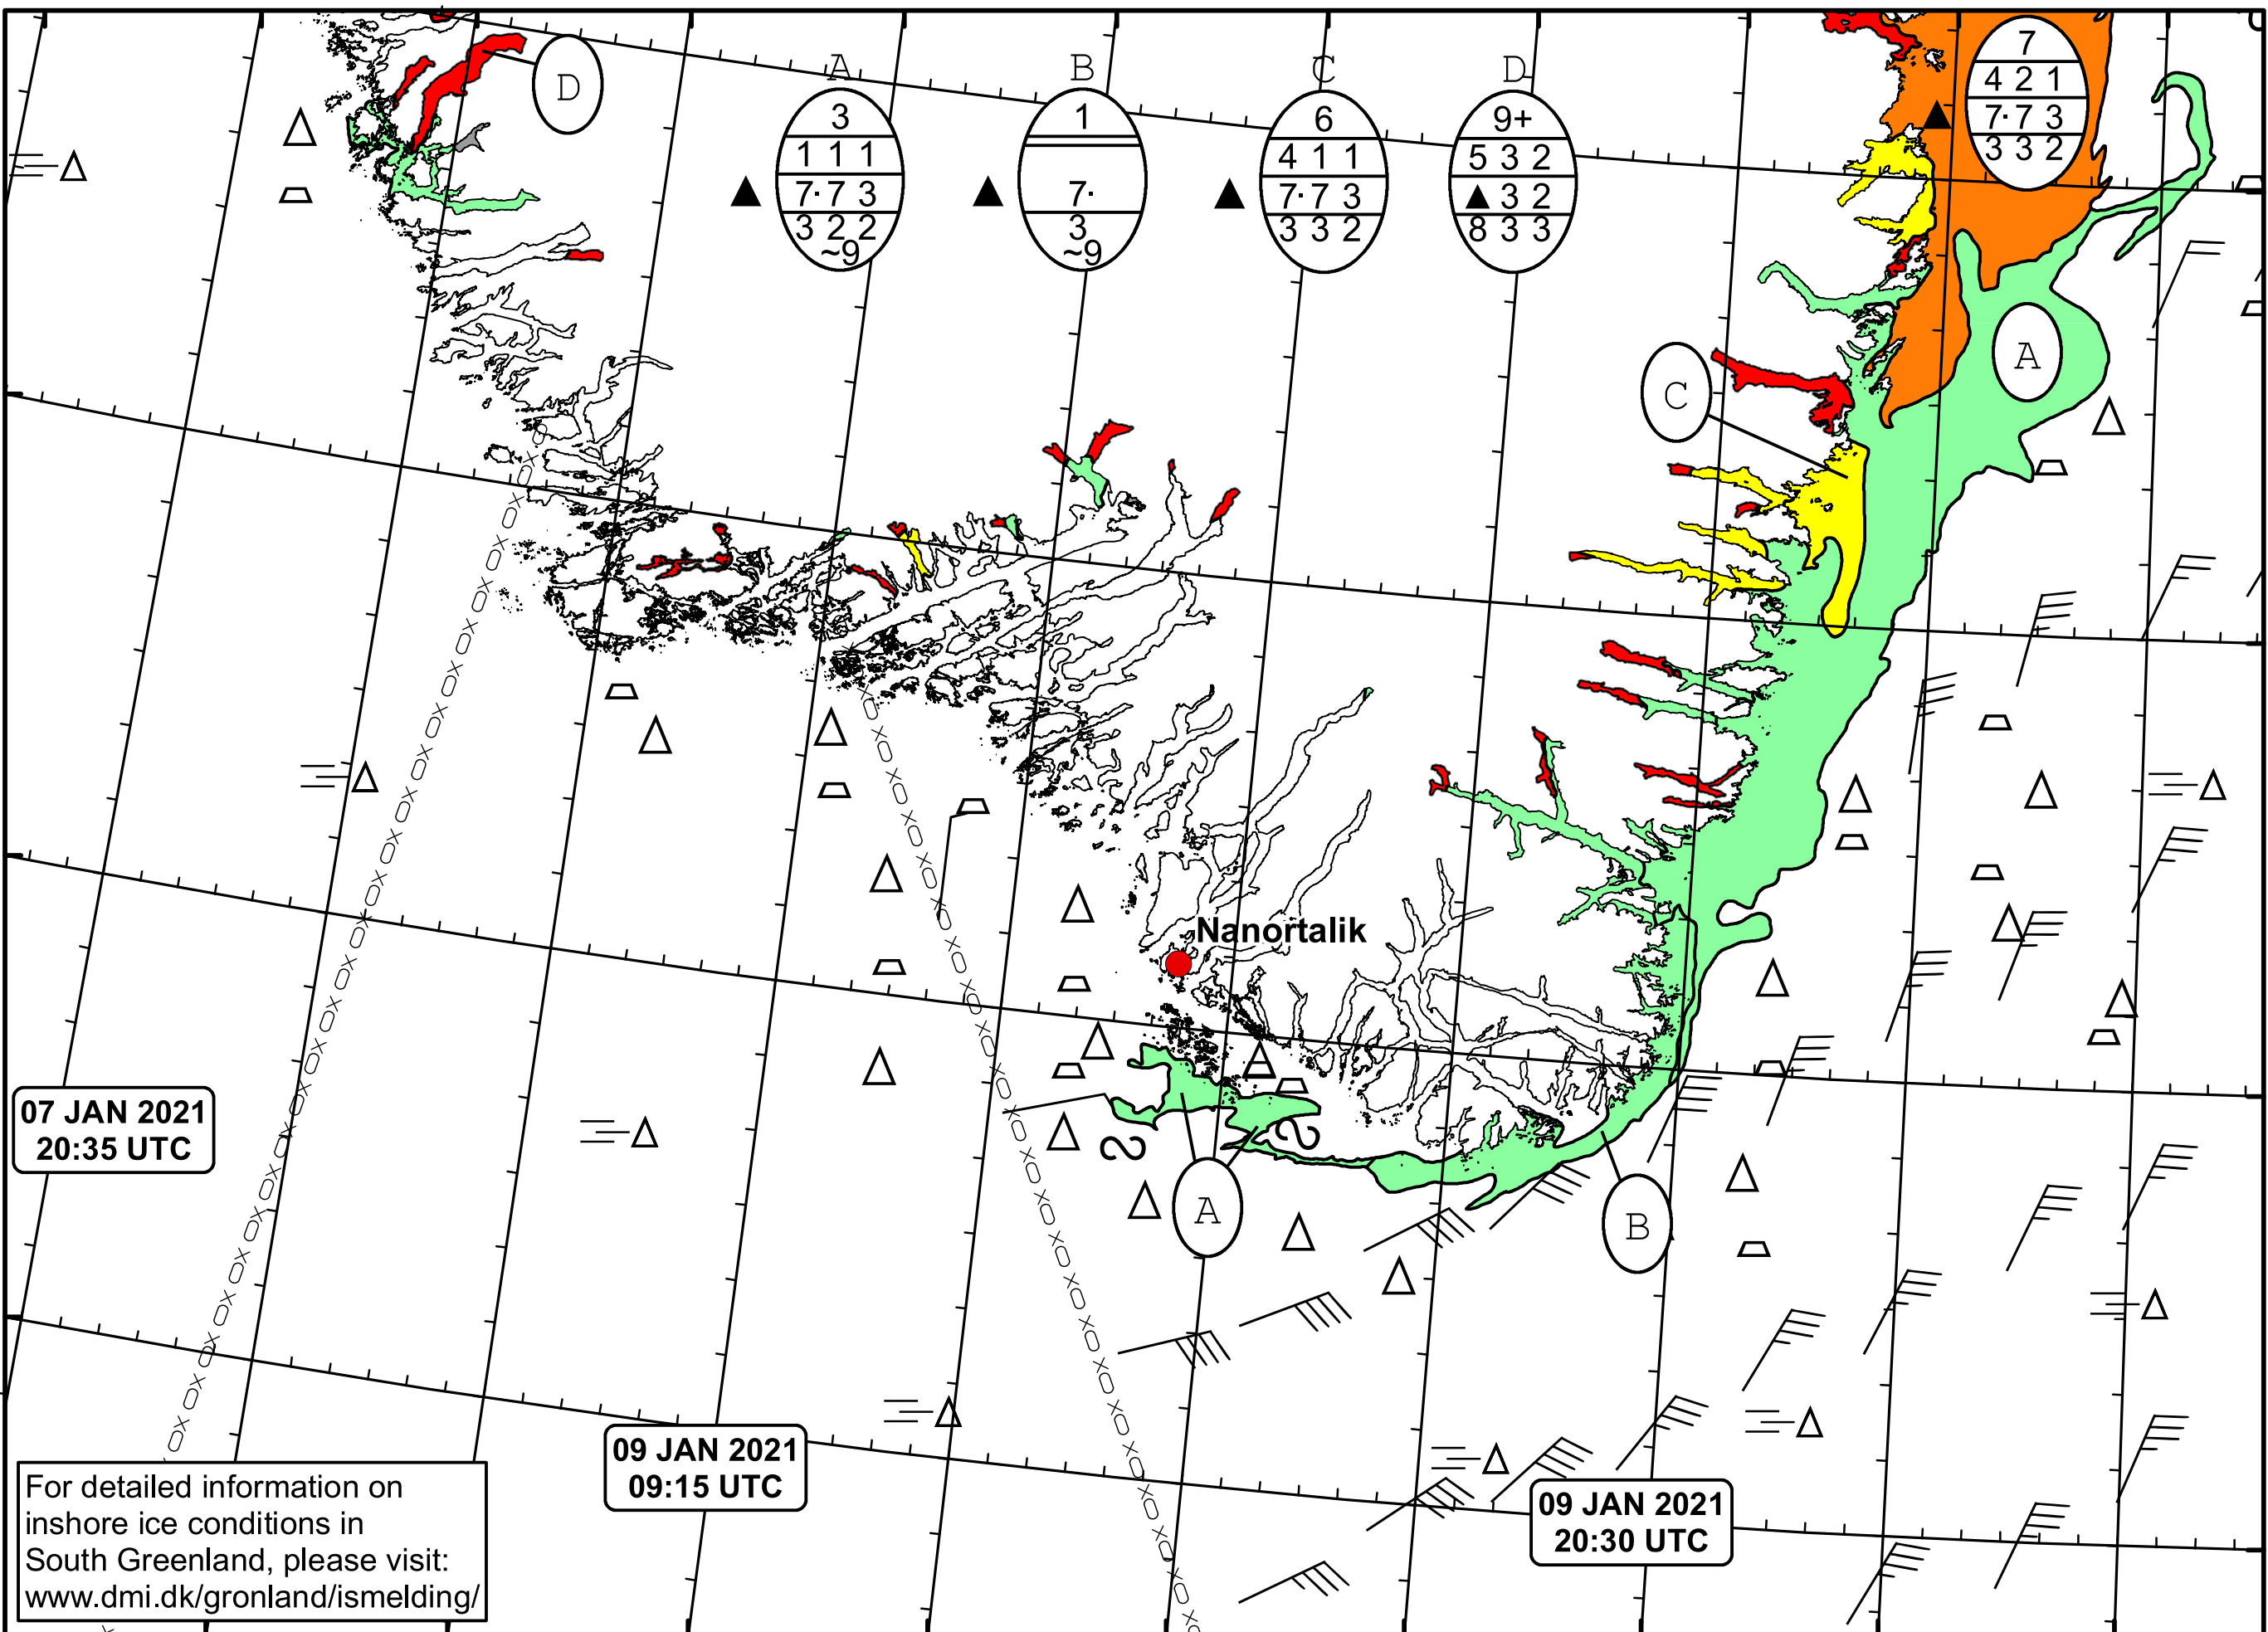 A
B
C
D
3
1 1 1
7· 7 3
3 2 2
~9
1
7·
3
~9
6
4 1 1
7· 7 3
3 3 2
9+
5 3 2
▲ 3 2
8 3 3
7
4 2 1
7· 7 3
3 3 2
D
A
C
Nanortalik
A
B
07 JAN 2021
20:35 UTC
09 JAN 2021
09:15 UTC
09 JAN 2021
20:30 UTC
For detailed information on
inshore ice conditions in
South Greenland, please visit:
www.dmi.dk/gronland/ismelding/